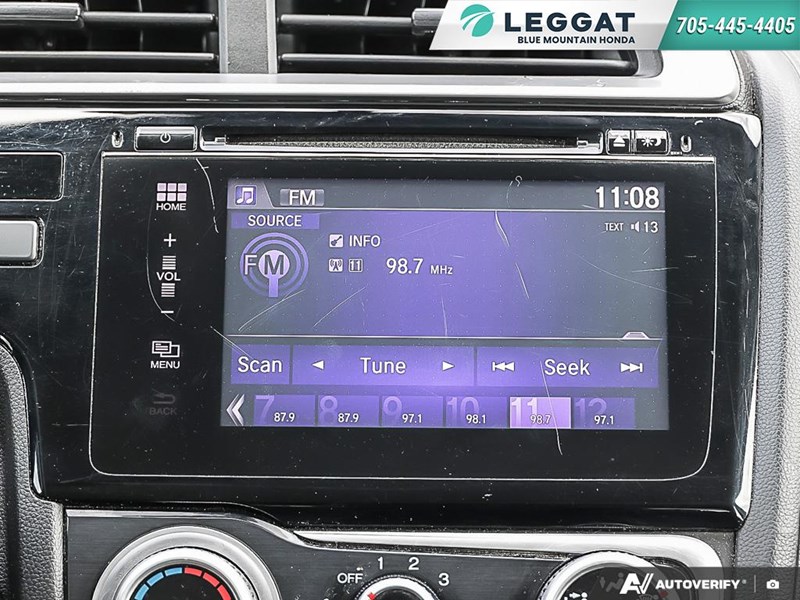 LEGGAT
BLUE MOUNTAIN HONDA
705-445-4405
HOME
FM
11:08
SOURCE
TEXT 13
+
INFO
FM
11 98.7 MHz
VOL
−
MENU
Scan Tune Seek
BACK
7 8 9 10 11 12
87.9 87.9 97.1 98.1 98.7 97.1
OFF 1 2 3
AUTOVERIFY